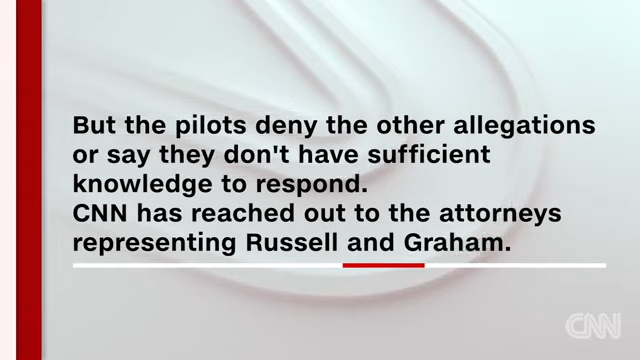 But the pilots deny the other allegations
or say they don't have sufficient
knowledge to respond.
CNN has reached out to the attorneys
representing Russell and Graham.
CNN